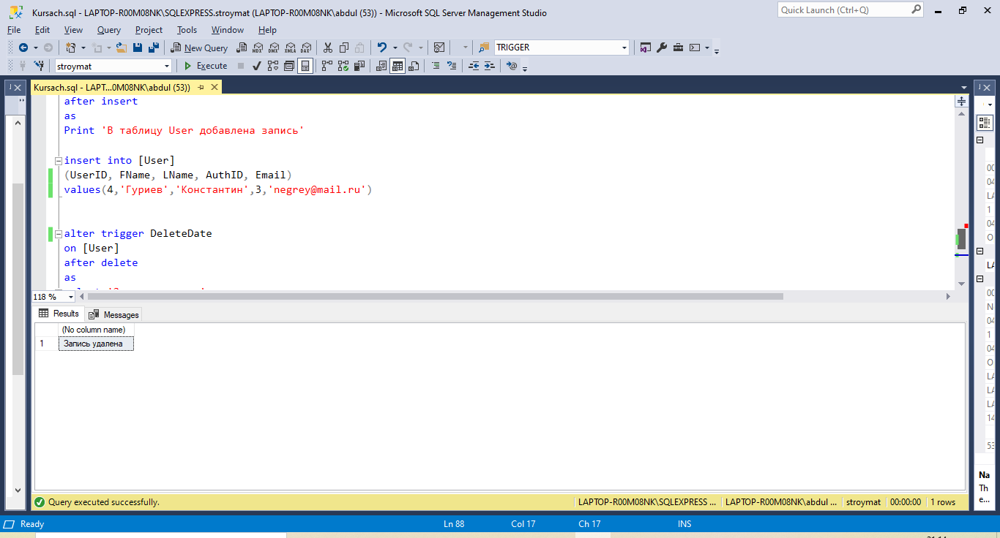 Kursach.sql - LAPTOP-R00M08NK\SQLEXPRESS.stroymat (LAPTOP-R00M08NK\abdul (53)) - Microsoft SQL Server Management Studio
Quick Launch (Ctrl+Q)
File Edit View Query Project Tools Window Help
New Query
TRIGGER
stroymat
Execute
Kursach.sql - LAPT...0M08NK\abdul (53))
after insert
as
Print 'В таблицу User добавлена запись'
insert into [User]
(UserID, FName, LName, AuthID, Email)
values(4,'Гуриев','Константин',3,'negrey@mail.ru')
alter trigger DeleteDate
on [User]
after delete
as
118 %
Results Messages
(No column name)
1 Запись удалена
Query executed successfully.
LAPTOP-R00M08NK\SQLEXPRESS ... LAPTOP-R00M08NK\abdul ... stroymat 00:00:00 1 rows
Na
Th
e...
Ready Ln 88 Col 17 Ch 17 INS